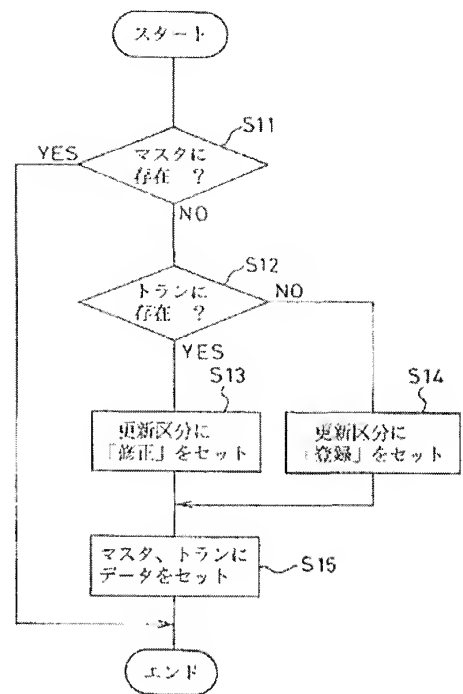 スタート
S11
YES
マスタに
存在 ?
NO
S12
トランに
存在 ?
NO
YES
S13
更新区分に
「修正」をセット
S14
更新区分に
「登録」をセット
マスタ、トランに
データをセット
S15
エンド